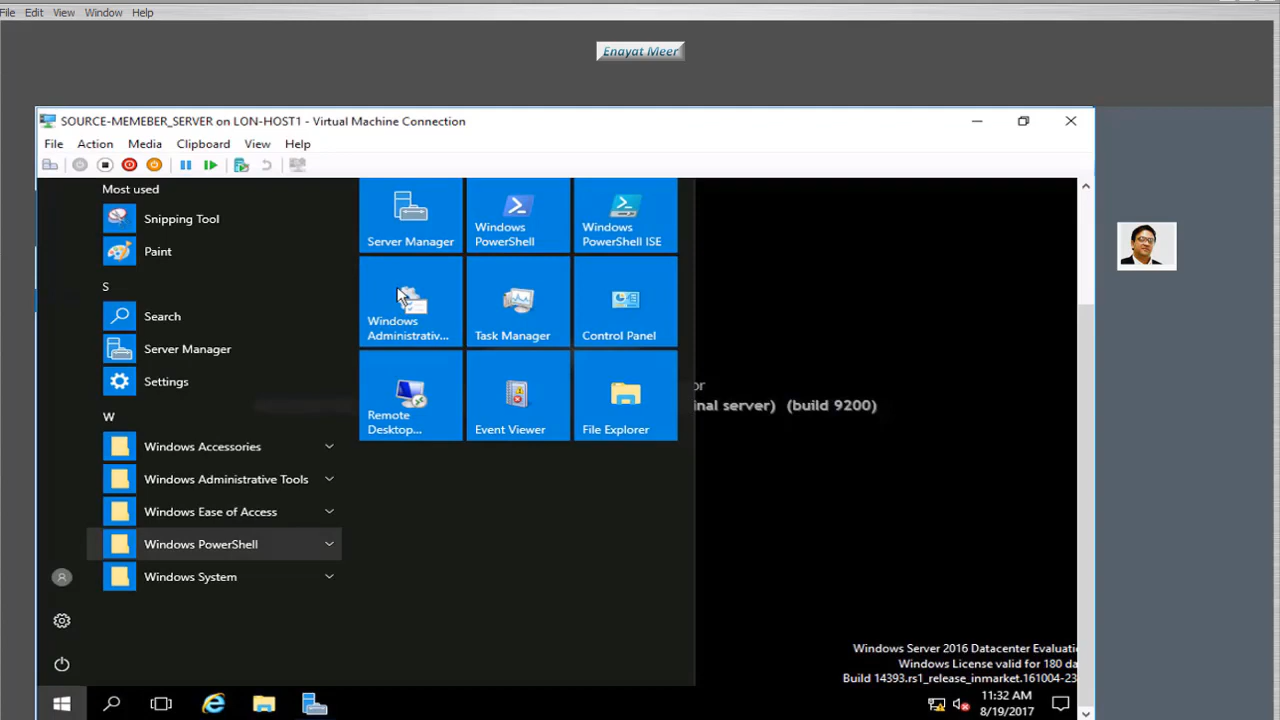 File Edit View Window Help
Enayat Meer
SOURCE-MEMEBER_SERVER on LON-HOST1 - Virtual Machine Connection
File Action Media Clipboard View Help
Most used
Snipping Tool
Paint
S
Search
Server Manager
Settings
W
Windows Accessories
Windows Administrative Tools
Windows Ease of Access
Windows PowerShell
Windows System
Server Manager
Windows
PowerShell
Windows
PowerShell ISE
Windows
Administrativ...
Task Manager
Control Panel
Remote
Desktop...
Event Viewer
File Explorer
or
inal server) (build 9200)
Windows Server 2016 Datacenter Evaluati
Windows License valid for 180 da
Build 14393.rs1_release_inmarket.161004-23
11:32 AM
8/19/2017